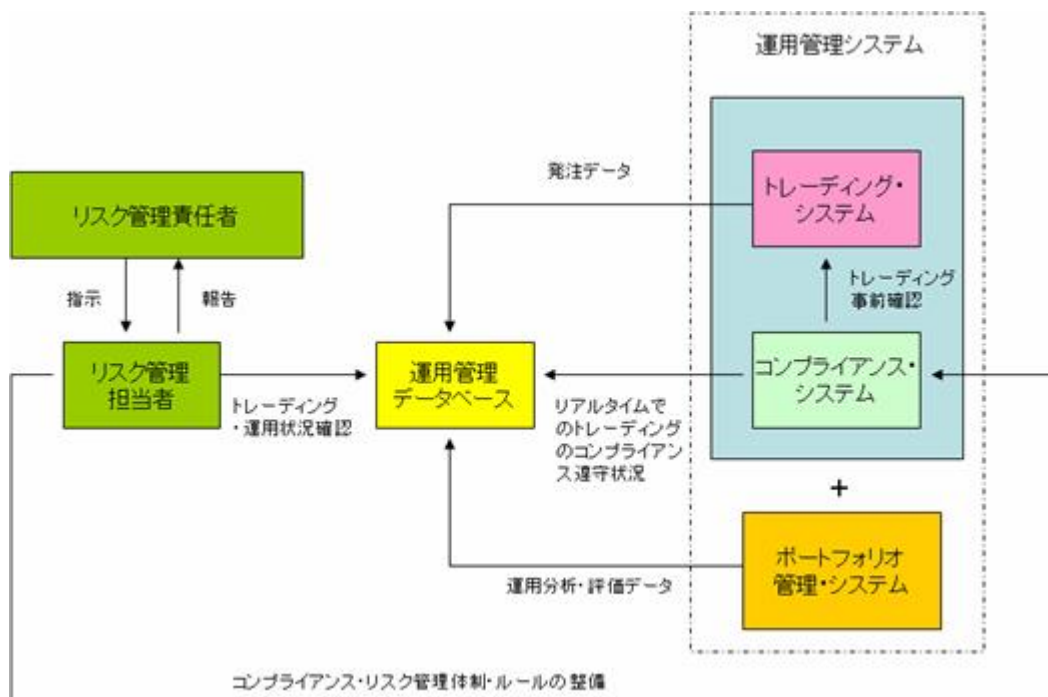 運用管理システム
発注データ
トレーディング・
システム
リスク管理責任者
トレーディング
事前確認
指示
報告
リスク管理
担当者
運用管理
データベース
コンプライアンス・
システム
トレーディング
・運用状況確認
リアルタイムで
のトレーディング
のコンプライアン
ス遵守状況
+
ポートフォリオ
管理・システム
運用分析・評価データ
コンプライアンス・リスク管理体制・ルールの整備